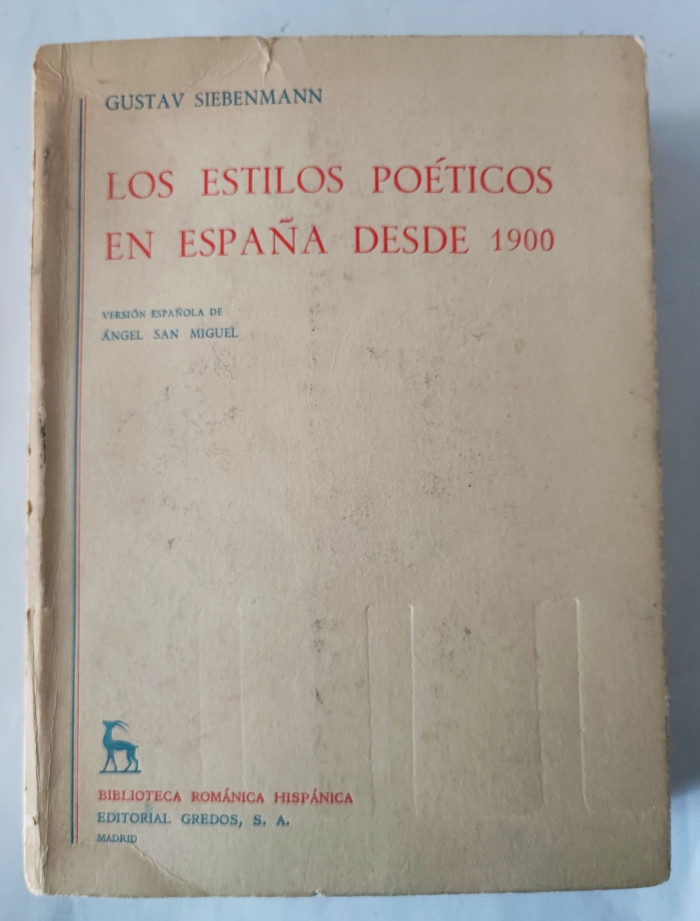 GUSTAV SIEBENMANN
LOS ESTILOS POÉTICOS
EN ESPAÑA DESDE 1900
VERSIÓN ESPAÑOLA DE
ÁNGEL SAN MIGUEL
BIBLIOTECA ROMÁNICA HISPÁNICA
EDITORIAL GREDOS, S. A.
MADRID